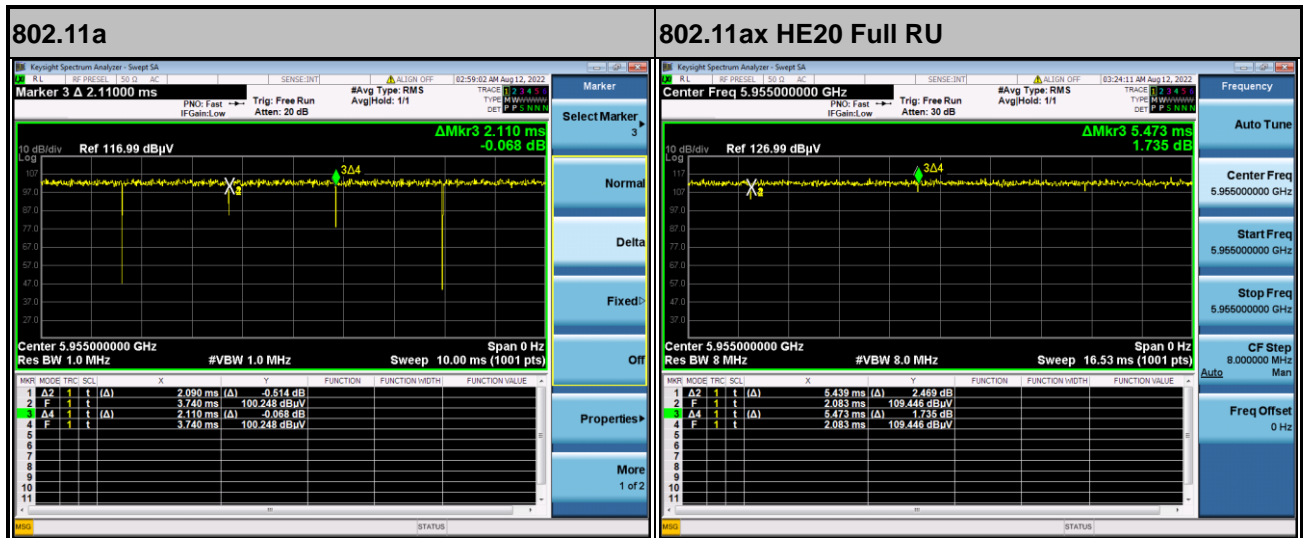 802.11a
Keysight Spectrum Analyzer - Swept SA
RL RF PRESEL 50 Ω AC SENSE:INT ALIGN OFF 02:59:02 AM Aug 12, 2022
Marker 3 Δ 2.11000 ms
PNO: Fast Trig: Free Run #Avg Type: RMS TRACE 1 2 3 4 5 6
IFGain:Low Atten: 20 dB Avg|Hold: 1/1 TYPE MWWWWW
DET P P S N N N
ΔMkr3 2.110 ms
-0.068 dB
10 dB/div Ref 116.99 dBµV
Log
107
97.0
87.0
77.0
67.0
57.0
47.0
37.0
27.0
2
3Δ4
Center 5.955000000 GHz Span 0 Hz
Res BW 1.0 MHz #VBW 1.0 MHz Sweep 10.00 ms (1001 pts)
MKR MODE TRC SCL X Y FUNCTION FUNCTION WIDTH FUNCTION VALUE
1 Δ2 1 t (Δ) 2.090 ms (Δ) -0.514 dB
2 F 1 t 3.740 ms 100.248 dBµV
3 Δ4 1 t (Δ) 2.110 ms (Δ) -0.068 dB
4 F 1 t 3.740 ms 100.248 dBµV
5
6
7
8
9
10
11
MSG STATUS
Marker
Select Marker
3
Normal
Delta
Fixed
Off
Properties
More
1 of 2
802.11ax HE20 Full RU
Keysight Spectrum Analyzer - Swept SA
RL RF PRESEL 50 Ω AC SENSE:INT ALIGN OFF 03:24:11 AM Aug 12, 2022
Center Freq 5.955000000 GHz
PNO: Fast Trig: Free Run #Avg Type: RMS TRACE 1 2 3 4 5 6
IFGain:Low Atten: 30 dB Avg|Hold: 1/1 TYPE MWWWWW
DET P P S N N N
ΔMkr3 5.473 ms
1.735 dB
10 dB/div Ref 126.99 dBµV
Log
117
107
97.0
87.0
77.0
67.0
57.0
47.0
37.0
2
3Δ4
Center 5.955000000 GHz Span 0 Hz
Res BW 8 MHz #VBW 8.0 MHz Sweep 16.53 ms (1001 pts)
MKR MODE TRC SCL X Y FUNCTION FUNCTION WIDTH FUNCTION VALUE
1 Δ2 1 t (Δ) 5.439 ms (Δ) 2.469 dB
2 F 1 t 2.083 ms 109.446 dBµV
3 Δ4 1 t (Δ) 5.473 ms (Δ) 1.735 dB
4 F 1 t 2.083 ms 109.446 dBµV
5
6
7
8
9
10
11
MSG STATUS
Frequency
Auto Tune
Center Freq
5.955000000 GHz
Start Freq
5.955000000 GHz
Stop Freq
5.955000000 GHz
CF Step
8.000000 MHz
Auto Man
Freq Offset
0 Hz